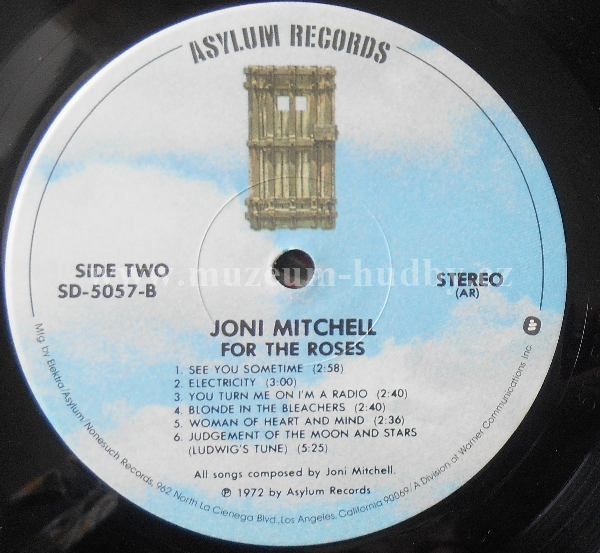 ASYLUM RECORDS
SIDE TWO
SD-5057-B
STEREO
(AR)
JONI MITCHELL
FOR THE ROSES
1. SEE YOU SOMETIME (2:58)
2. ELECTRICITY (3:00)
3. YOU TURN ME ON I'M A RADIO (2:40)
4. BLONDE IN THE BLEACHERS (2:40)
5. WOMAN OF HEART AND MIND (2:36)
6. JUDGEMENT OF THE MOON AND STARS
(LUDWIG'S TUNE) (5:25)
All songs composed by Joni Mitchell.
℗ 1972 by Asylum Records
Mfg by Elektra/Asylum/Nonesuch Records, 962 North La Cienega Blvd., Los Angeles, California 90069/A Division of Warner Communications Inc.